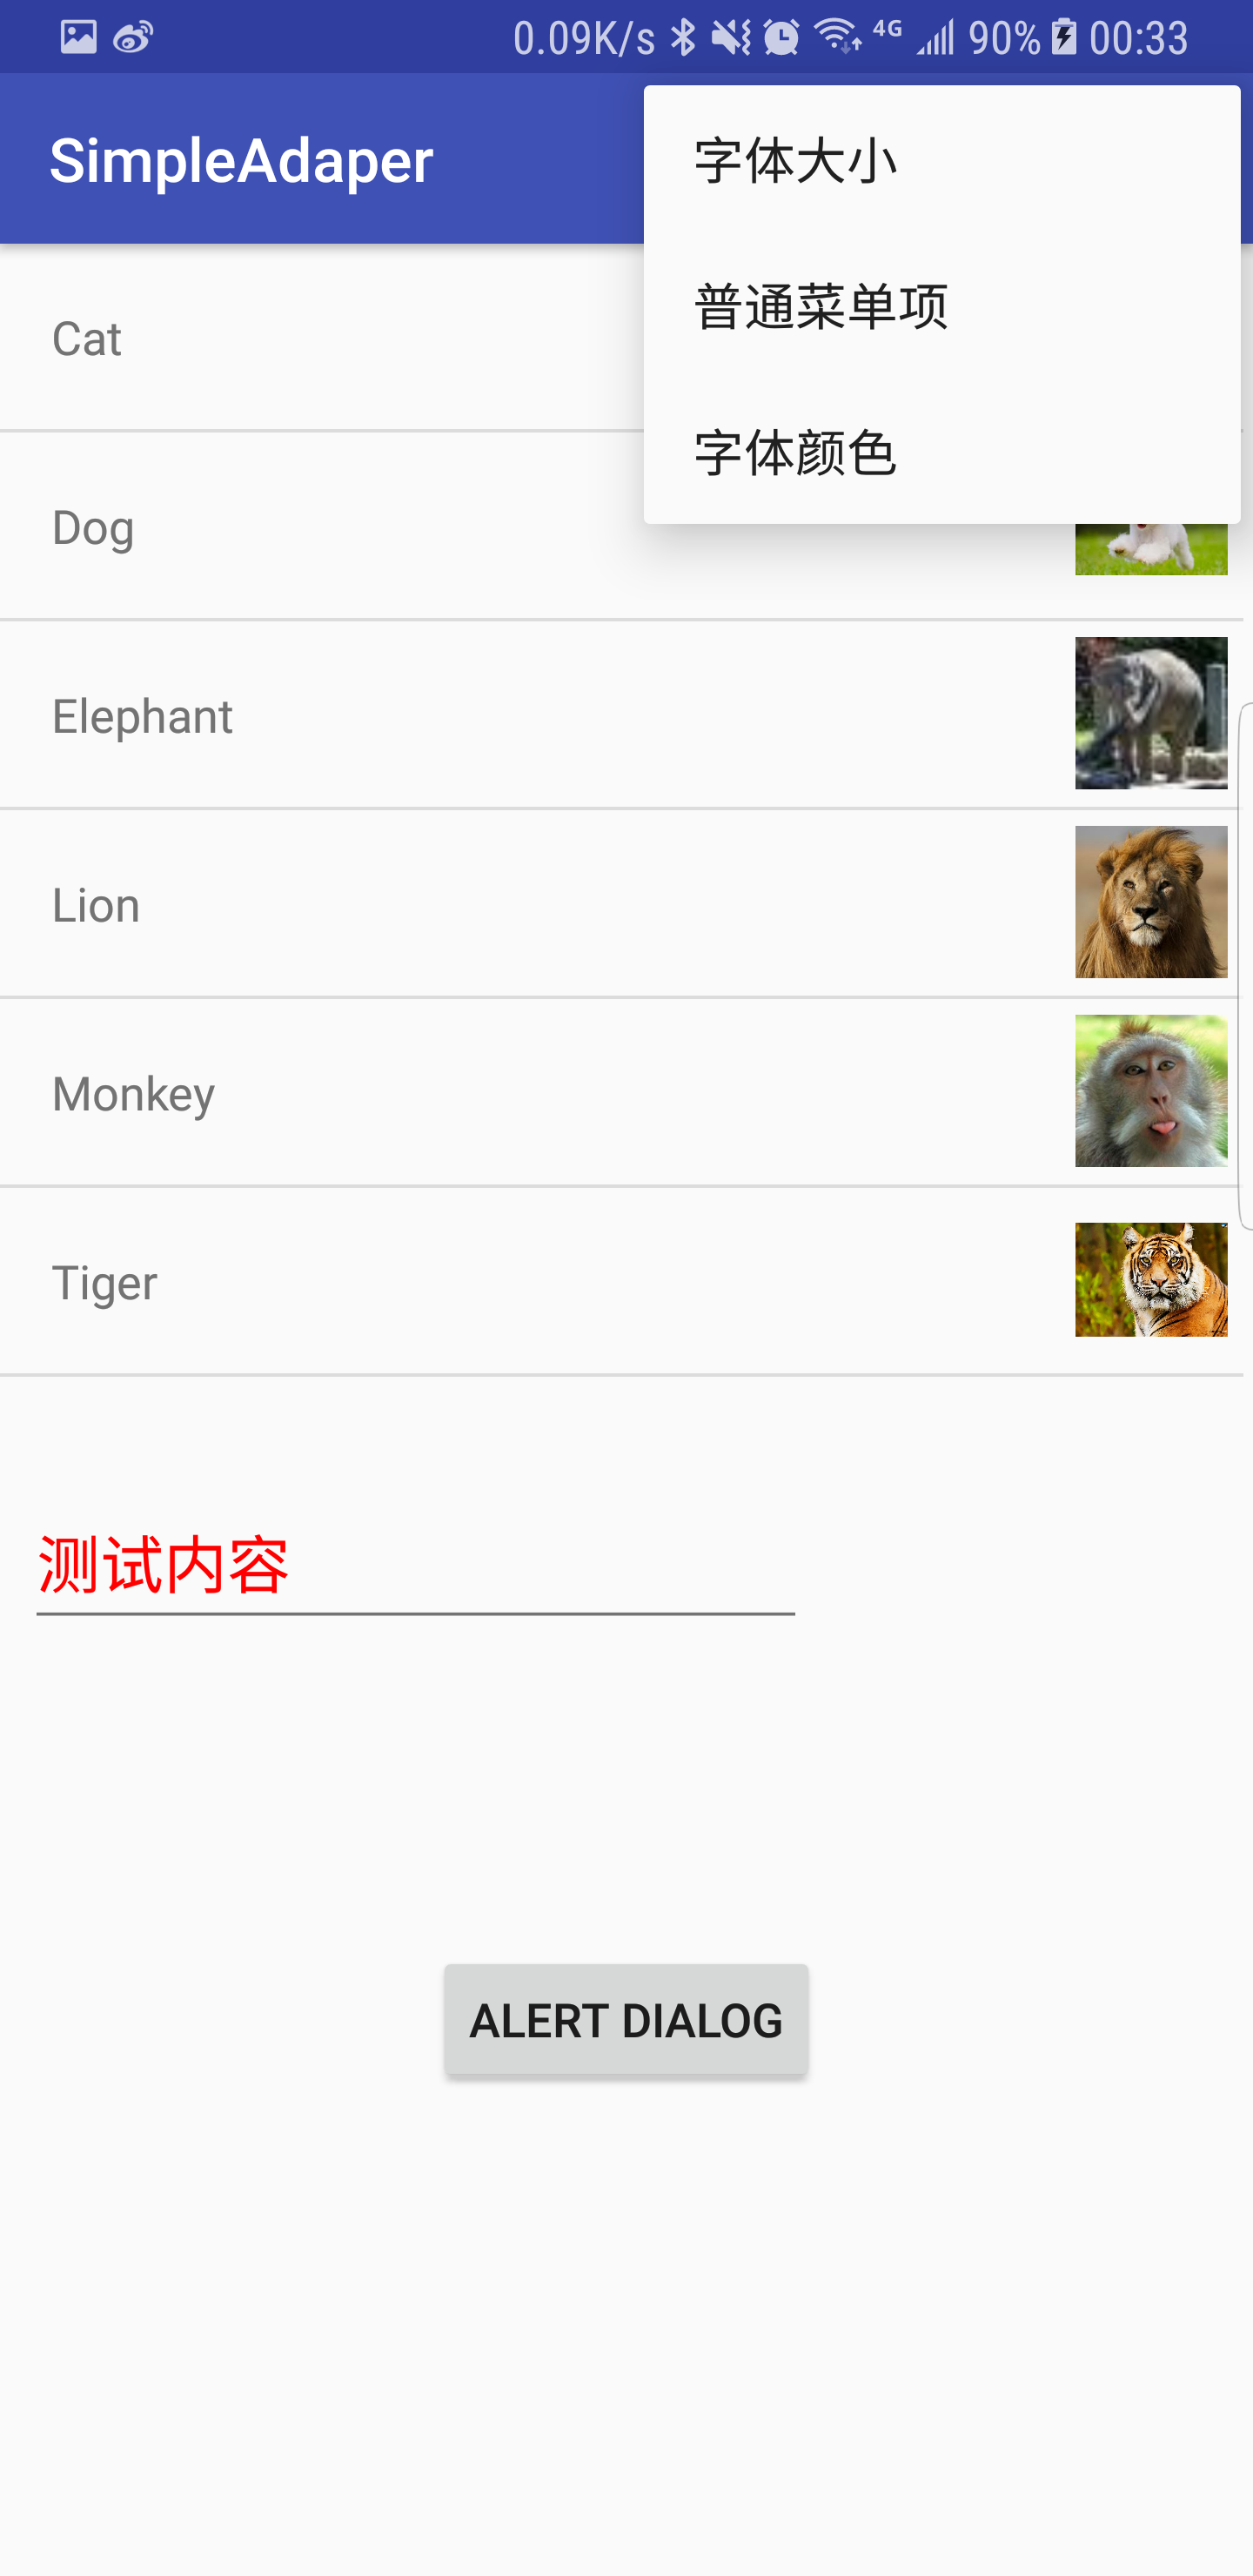 0.09K/s 4G 90% 00:33
SimpleAdaper
字体大小
普通菜单项
字体颜色
Cat
Dog
Elephant
Lion
Monkey
Tiger
测试内容
ALERT DIALOG